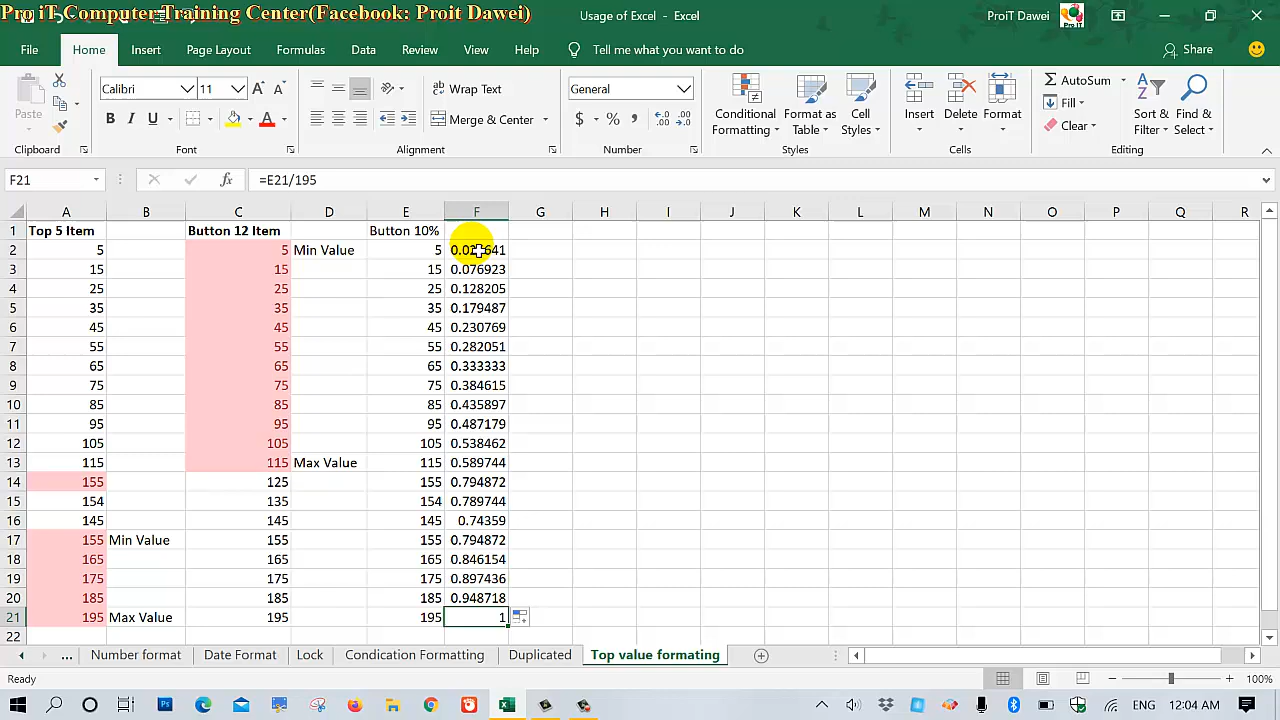 Pro iT Computer Training Center(Facebook: Proit Dawei)
Usage of Excel - Excel
ProiT Dawei
File Home Insert Page Layout Formulas Data Review View Help Tell me what you want to do Share
Paste
Clipboard
Calibri 11
B I U
Font
Wrap Text
Merge & Center
Alignment
General
$ % ,
Number
Conditional Formatting
Format as Table
Cell Styles
Styles
Insert Delete Format
Cells
AutoSum
Fill
Clear
Sort & Filter
Find & Select
Editing
F21 fx =E21/195
A B C D E F G H I J K L M N O P Q R
1 Top 5 Item Button 12 Item Button 10%
2 5 5 Min Value 5
3 15 15 15 0.076923
4 25 25 25 0.128205
5 35 35 35 0.179487
6 45 45 45 0.230769
7 55 55 55 0.282051
8 65 65 65 0.333333
9 75 75 75 0.384615
10 85 85 85 0.435897
11 95 95 95 0.487179
12 105 105 105 0.538462
13 115 115 Max Value 115 0.589744
14 155 125 155 0.794872
15 154 135 154 0.789744
16 145 145 145 0.74359
17 155 Min Value 155 155 0.794872
18 165 165 165 0.846154
19 175 175 175 0.897436
20 185 185 185 0.948718
21 195 Max Value 195 195 1
22
... Number format Date Format Lock Condication Formatting Duplicated Top value formating
Ready 100%
ENG 12:04 AM